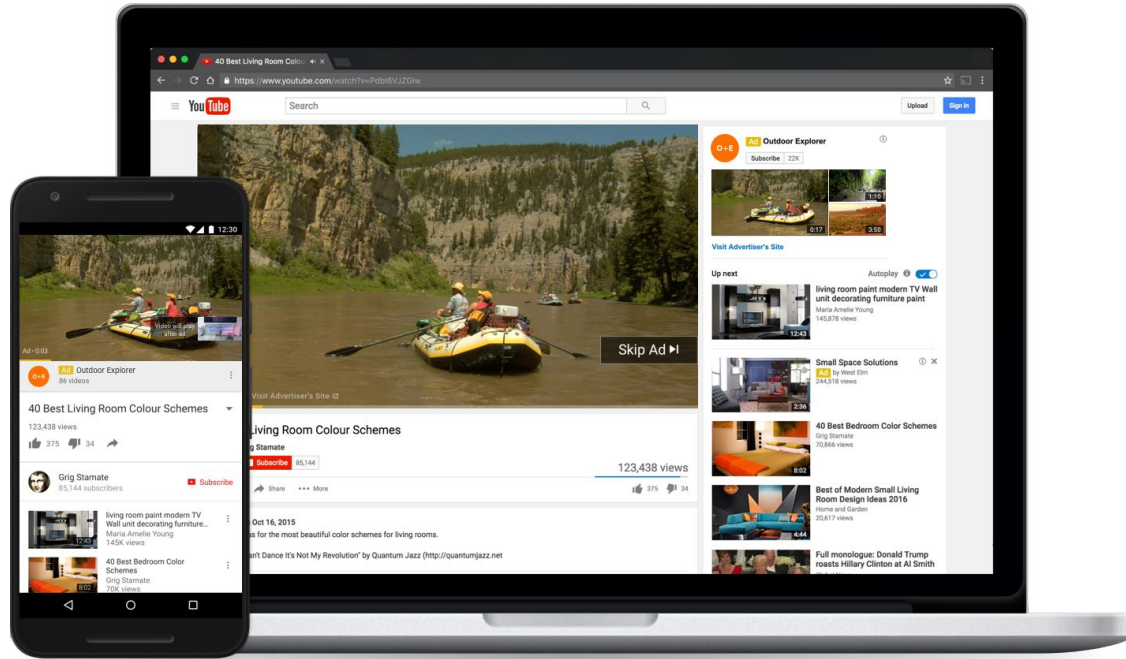 40 Best Living Room Colou
https://www.youtube.com/watch?v=PdbI6VJZGIw
YouTube
Search
Upload
Sign in
Skip Ad
Visit Advertiser's Site
Living Room Colour Schemes
g Stamate
Subscribe 85,144
123,438 views
Share
More
375 34
Oct 16, 2015
s for the most beautiful color schemes for living rooms.
n't Dance It's Not My Revolution" by Quantum Jazz (http://quantumjazz.net
O+E
Ad Outdoor Explorer
Subscribe 22K
1:10
0:17
3:50
Visit Advertiser's Site
Up next
Autoplay
living room paint modern TV Wall
unit decorating furniture paint
Maria Amelie Young
145,878 views
12:43
Small Space Solutions
Ad by West Elm
244,518 views
2:36
40 Best Bedroom Color Schemes
Grig Stamate
70,866 views
8:02
Best of Modern Small Living
Room Design Ideas 2016
Home and Garden
20,617 views
4:44
Full monologue: Donald Trump
roasts Hillary Clinton at Al Smith
12:30
Video will play
after ad
Ad • 0:03
O+E
Ad Outdoor Explorer
86 videos
40 Best Living Room Colour Schemes
123,438 views
375 34
Grig Stamate
85,144 subscribers
Subscribe
living room paint modern TV
Wall unit decorating furniture...
Maria Amelie Young
145K views
12:43
40 Best Bedroom Color
Schemes
Grig Stamate
70K views
8:02